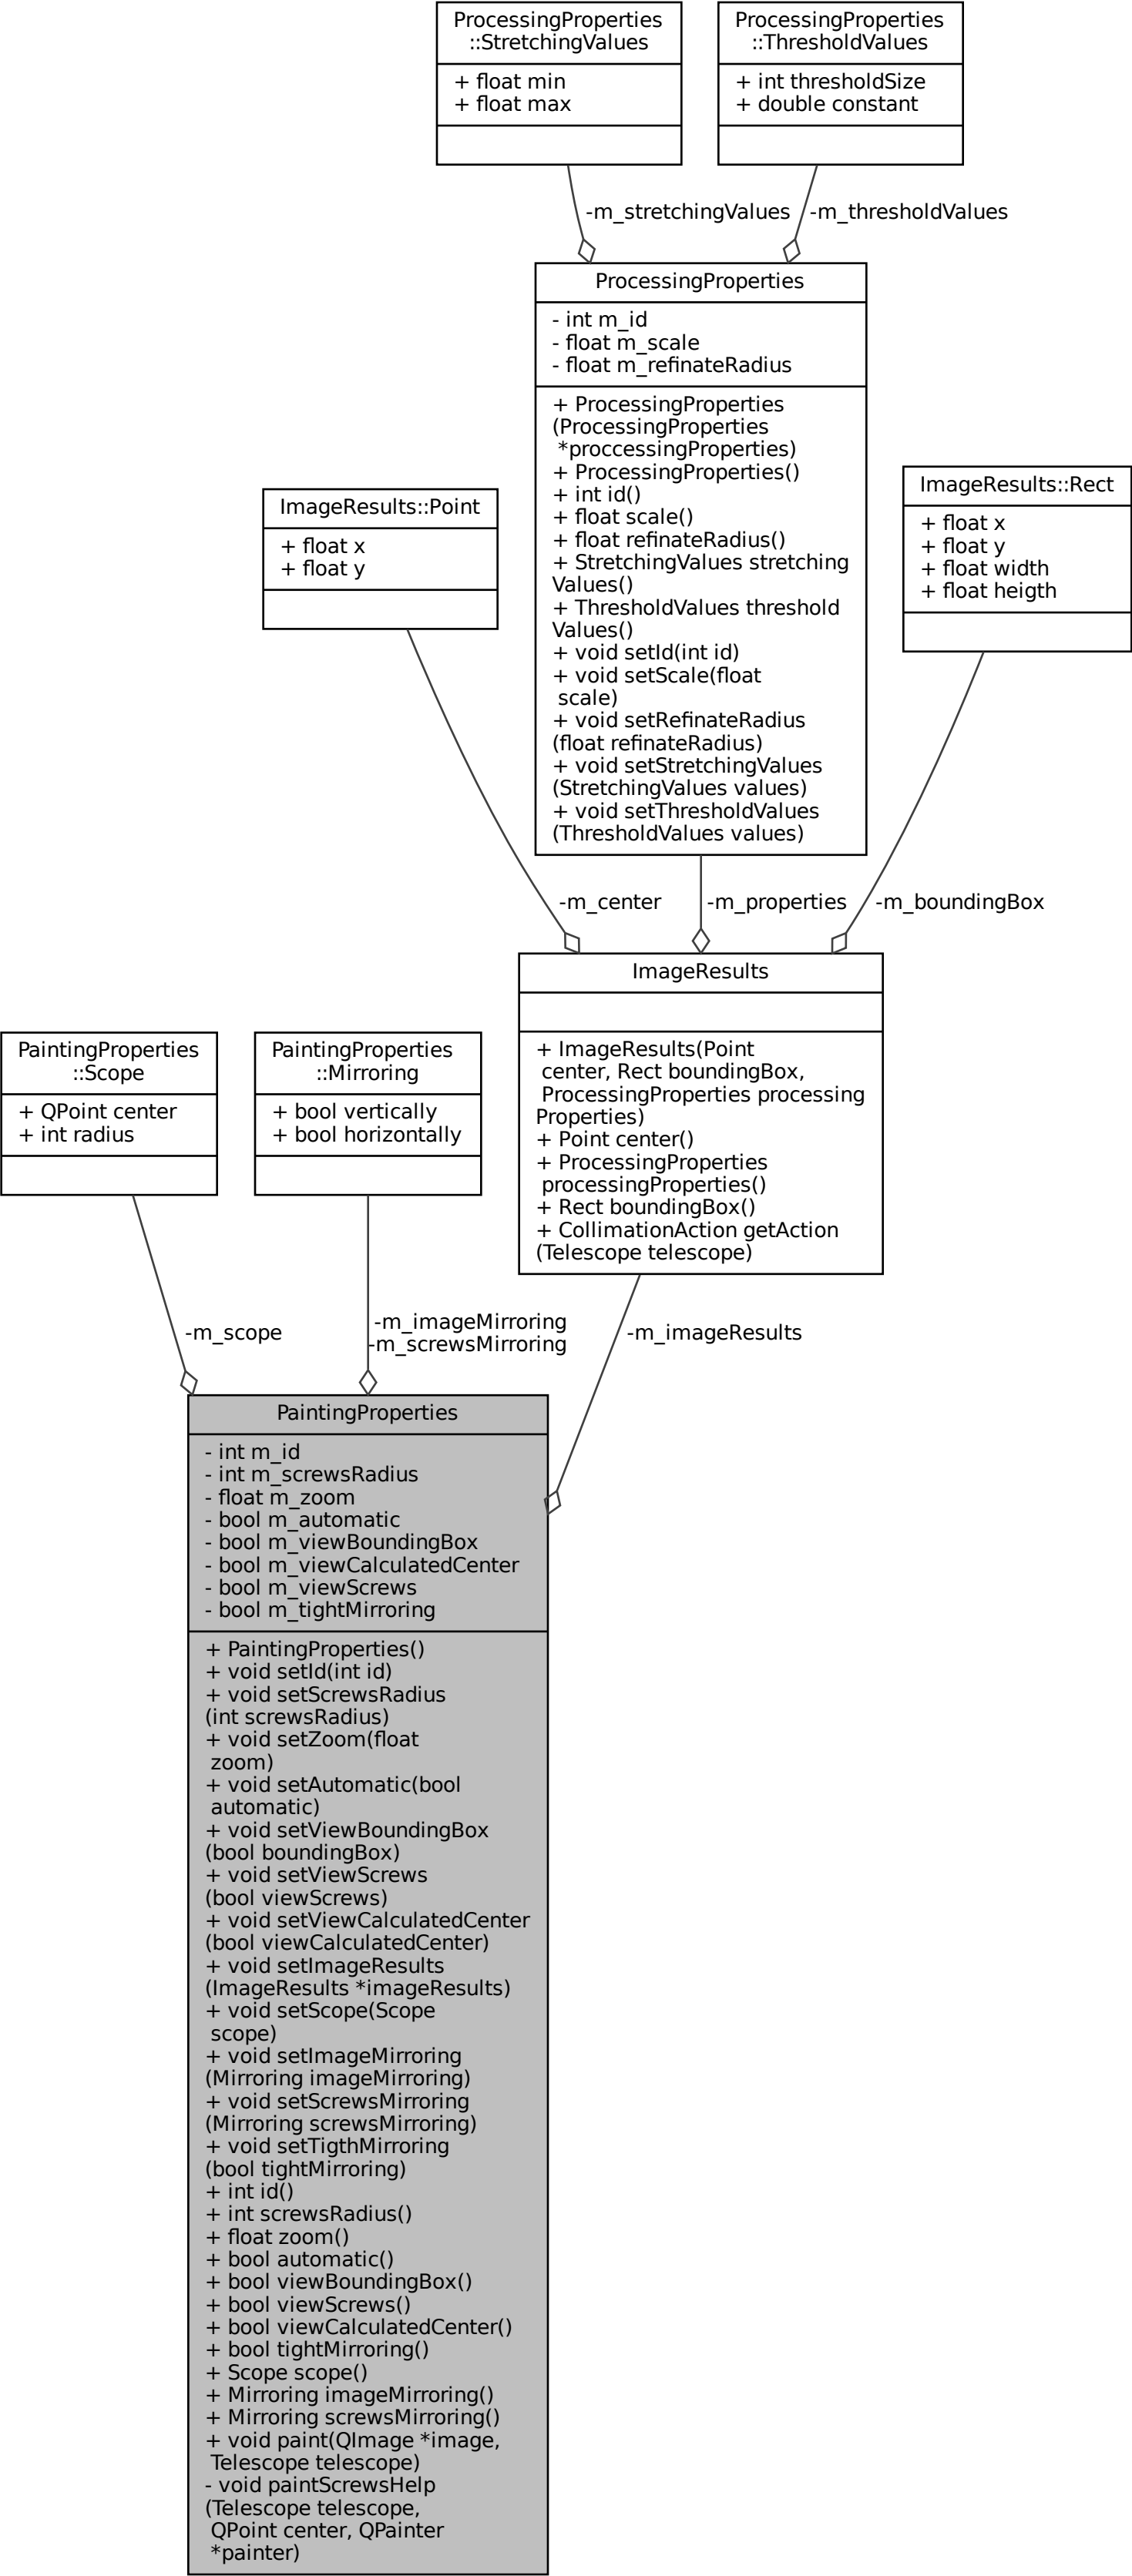 ProcessingProperties
::StretchingValues
+ float min
+ float max
ProcessingProperties
::ThresholdValues
+ int thresholdSize
+ double constant
-m_stretchingValues
-m_thresholdValues
ProcessingProperties
- int m_id
- float m_scale
- float m_refinateRadius
+ ProcessingProperties
(ProcessingProperties
*proccessingProperties)
+ ProcessingProperties()
+ int id()
+ float scale()
+ float refinateRadius()
+ StretchingValues stretching
Values()
+ ThresholdValues threshold
Values()
+ void setId(int id)
+ void setScale(float
scale)
+ void setRefinateRadius
(float refinateRadius)
+ void setStretchingValues
(StretchingValues values)
+ void setThresholdValues
(ThresholdValues values)
ImageResults::Point
+ float x
+ float y
ImageResults::Rect
+ float x
+ float y
+ float width
+ float heigth
-m_center
-m_properties
-m_boundingBox
ImageResults
+ ImageResults(Point
center, Rect boundingBox,
ProcessingProperties processing
Properties)
+ Point center()
+ ProcessingProperties
processingProperties()
+ Rect boundingBox()
+ CollimationAction getAction
(Telescope telescope)
PaintingProperties
::Scope
+ QPoint center
+ int radius
PaintingProperties
::Mirroring
+ bool vertically
+ bool horizontally
-m_scope
-m_imageMirroring
-m_screwsMirroring
-m_imageResults
PaintingProperties
- int m_id
- int m_screwsRadius
- float m_zoom
- bool m_automatic
- bool m_viewBoundingBox
- bool m_viewCalculatedCenter
- bool m_viewScrews
- bool m_tightMirroring
+ PaintingProperties()
+ void setId(int id)
+ void setScrewsRadius
(int screwsRadius)
+ void setZoom(float
zoom)
+ void setAutomatic(bool
automatic)
+ void setViewBoundingBox
(bool boundingBox)
+ void setViewScrews
(bool viewScrews)
+ void setViewCalculatedCenter
(bool viewCalculatedCenter)
+ void setImageResults
(ImageResults *imageResults)
+ void setScope(Scope
scope)
+ void setImageMirroring
(Mirroring imageMirroring)
+ void setScrewsMirroring
(Mirroring screwsMirroring)
+ void setTigthMirroring
(bool tightMirroring)
+ int id()
+ int screwsRadius()
+ float zoom()
+ bool automatic()
+ bool viewBoundingBox()
+ bool viewScrews()
+ bool viewCalculatedCenter()
+ bool tightMirroring()
+ Scope scope()
+ Mirroring imageMirroring()
+ Mirroring screwsMirroring()
+ void paint(QImage *image,
Telescope telescope)
- void paintScrewsHelp
(Telescope telescope,
QPoint center, QPainter
*painter)